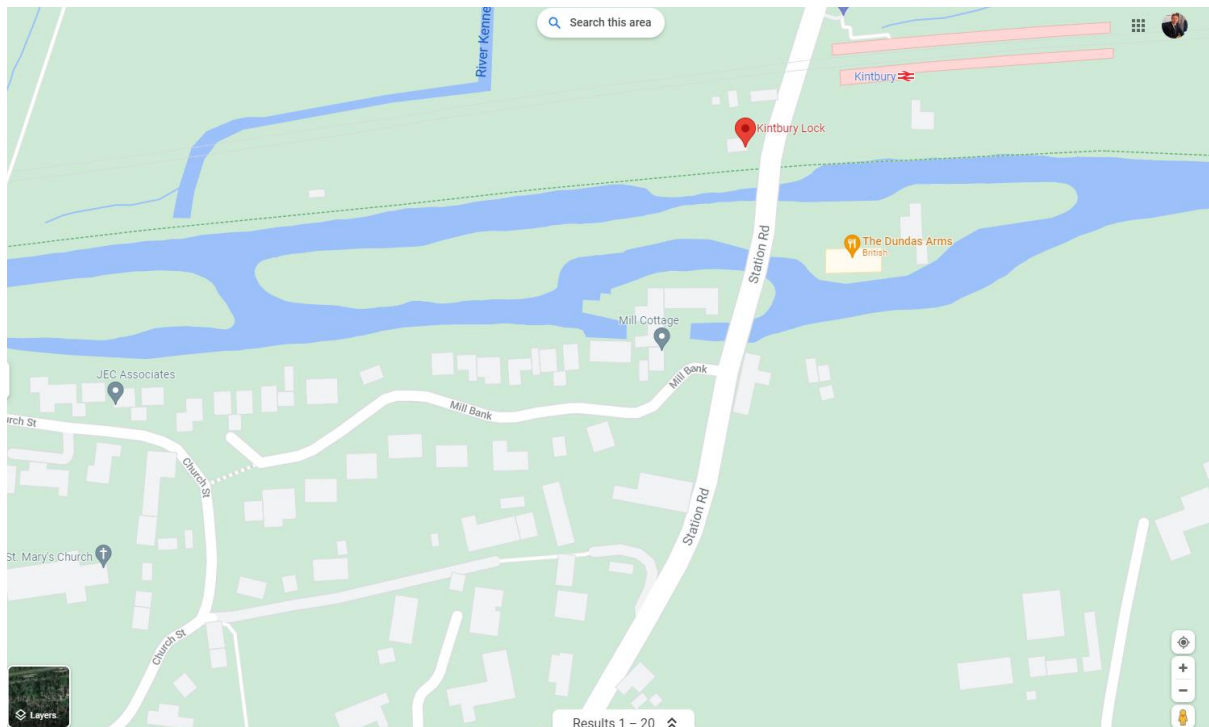 Search this area
River Kenne
Kintbury
Kintbury Lock
Station Rd
The Dundas Arms
British
Mill Cottage
JEC Associates
Mill Bank
Mill Bank
urch St
Church St
Station Rd
St. Mary's Church
Church St
Layers
Results 1 – 20